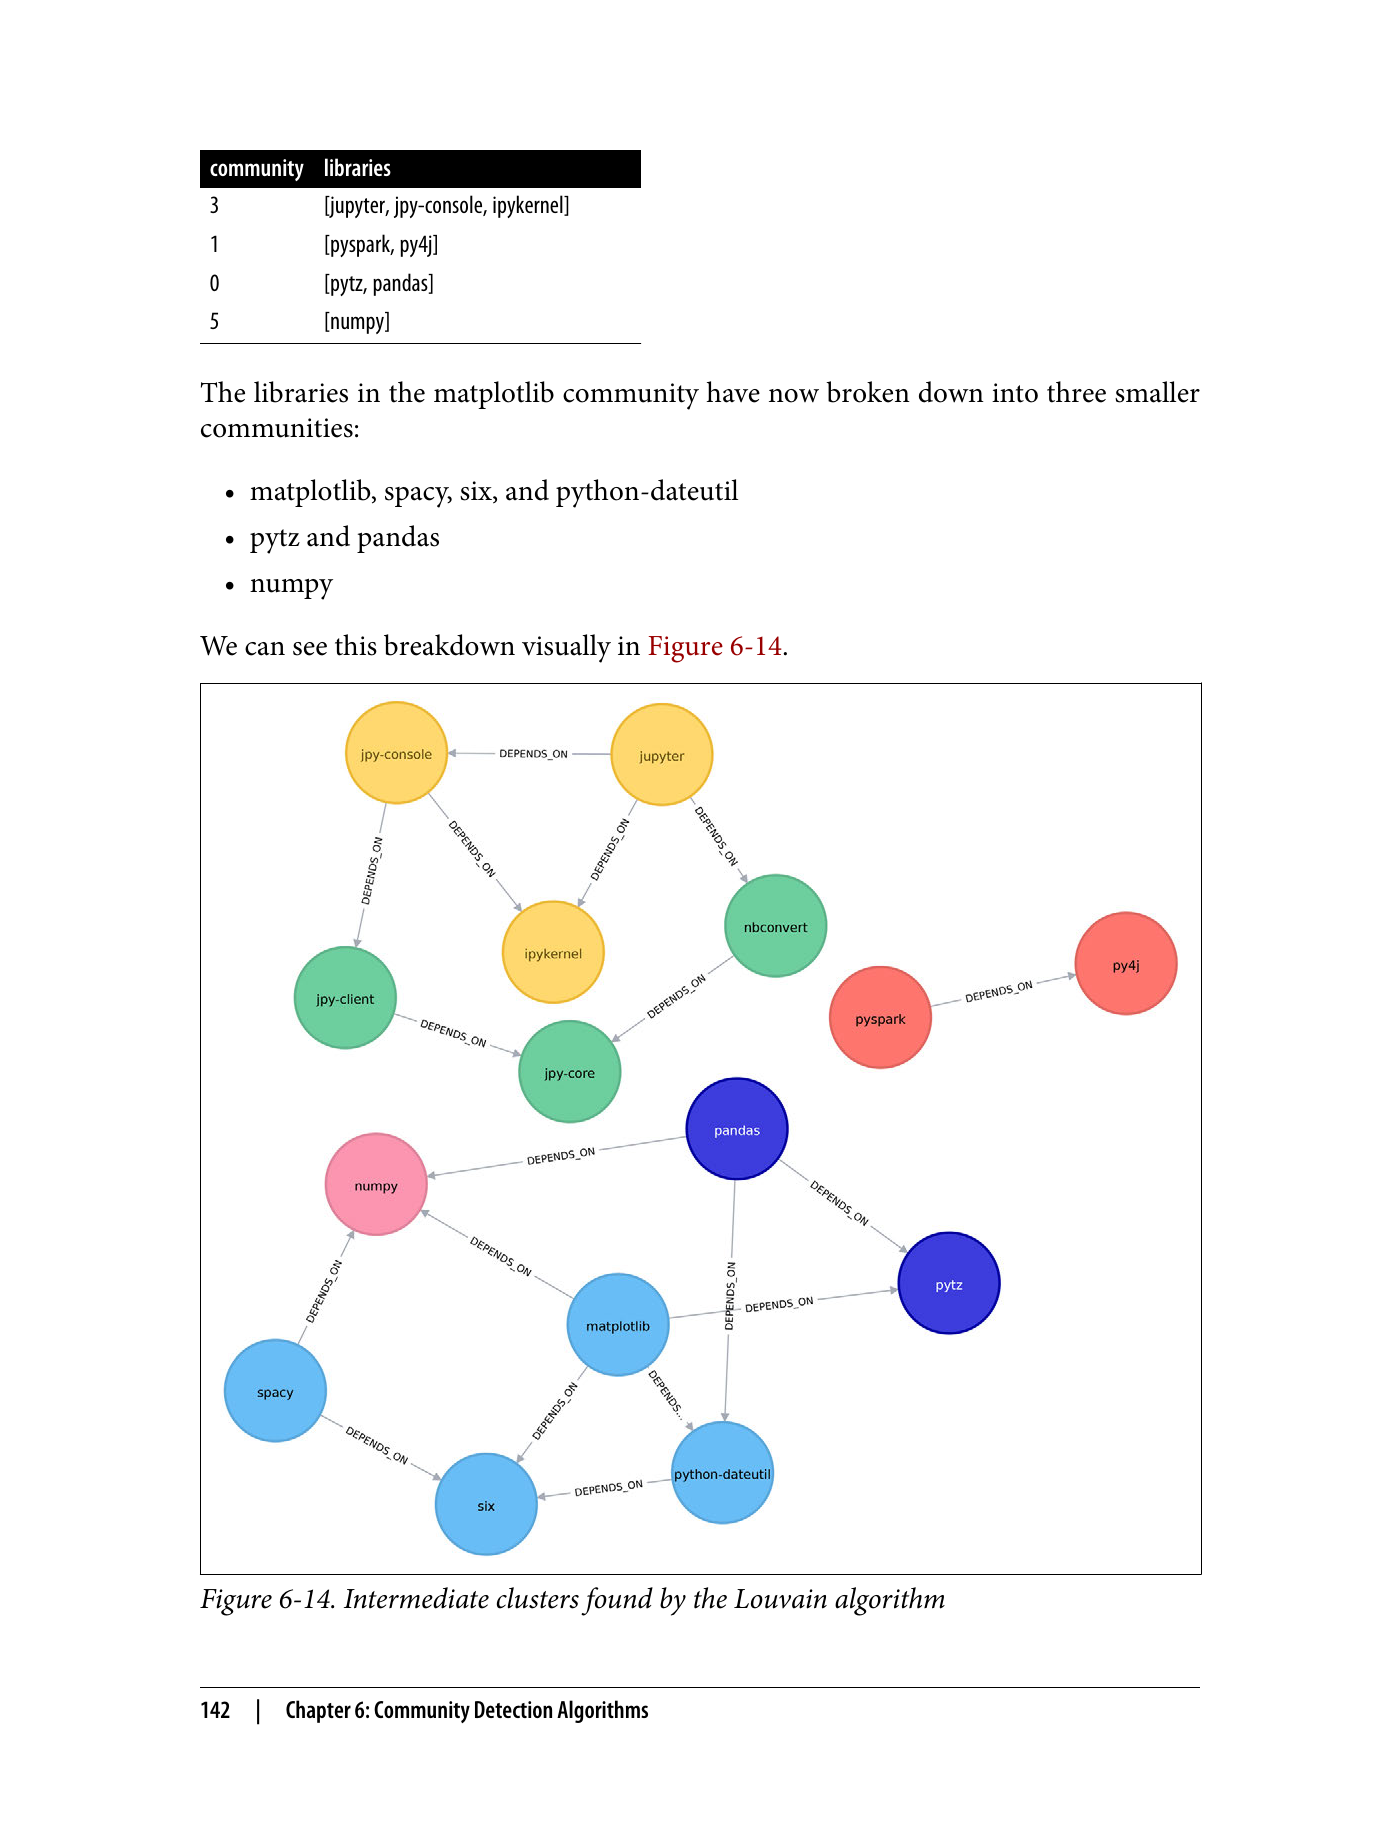 community libraries
3 [jupyter, jpy-console, ipykernel]
1 [pyspark, py4j]
0 [pytz, pandas]
5 [numpy]
The libraries in the matplotlib community have now broken down into three smaller
communities:
• matplotlib, spacy, six, and python-dateutil
• pytz and pandas
• numpy
We can see this breakdown visually in Figure 6-14.
jpy-console
DEPENDS_ON
jupyter
DEPENDS_ON
DEPENDS_ON
DEPENDS_ON
DEPENDS_ON
nbconvert
ipykernel
py4j
jpy-client
DEPENDS_ON
DEPENDS_ON
pyspark
DEPENDS_ON
jpy-core
pandas
DEPENDS_ON
numpy
DEPENDS_ON
DEPENDS_ON
DEPENDS_ON
DEPENDS_ON
pytz
DEPENDS_ON
matplotlib
spacy
DEPENDS_ON
DEPENDS...
DEPENDS_ON
python-dateutil
DEPENDS_ON
six
Figure 6-14. Intermediate clusters found by the Louvain algorithm
142 | Chapter 6: Community Detection Algorithms